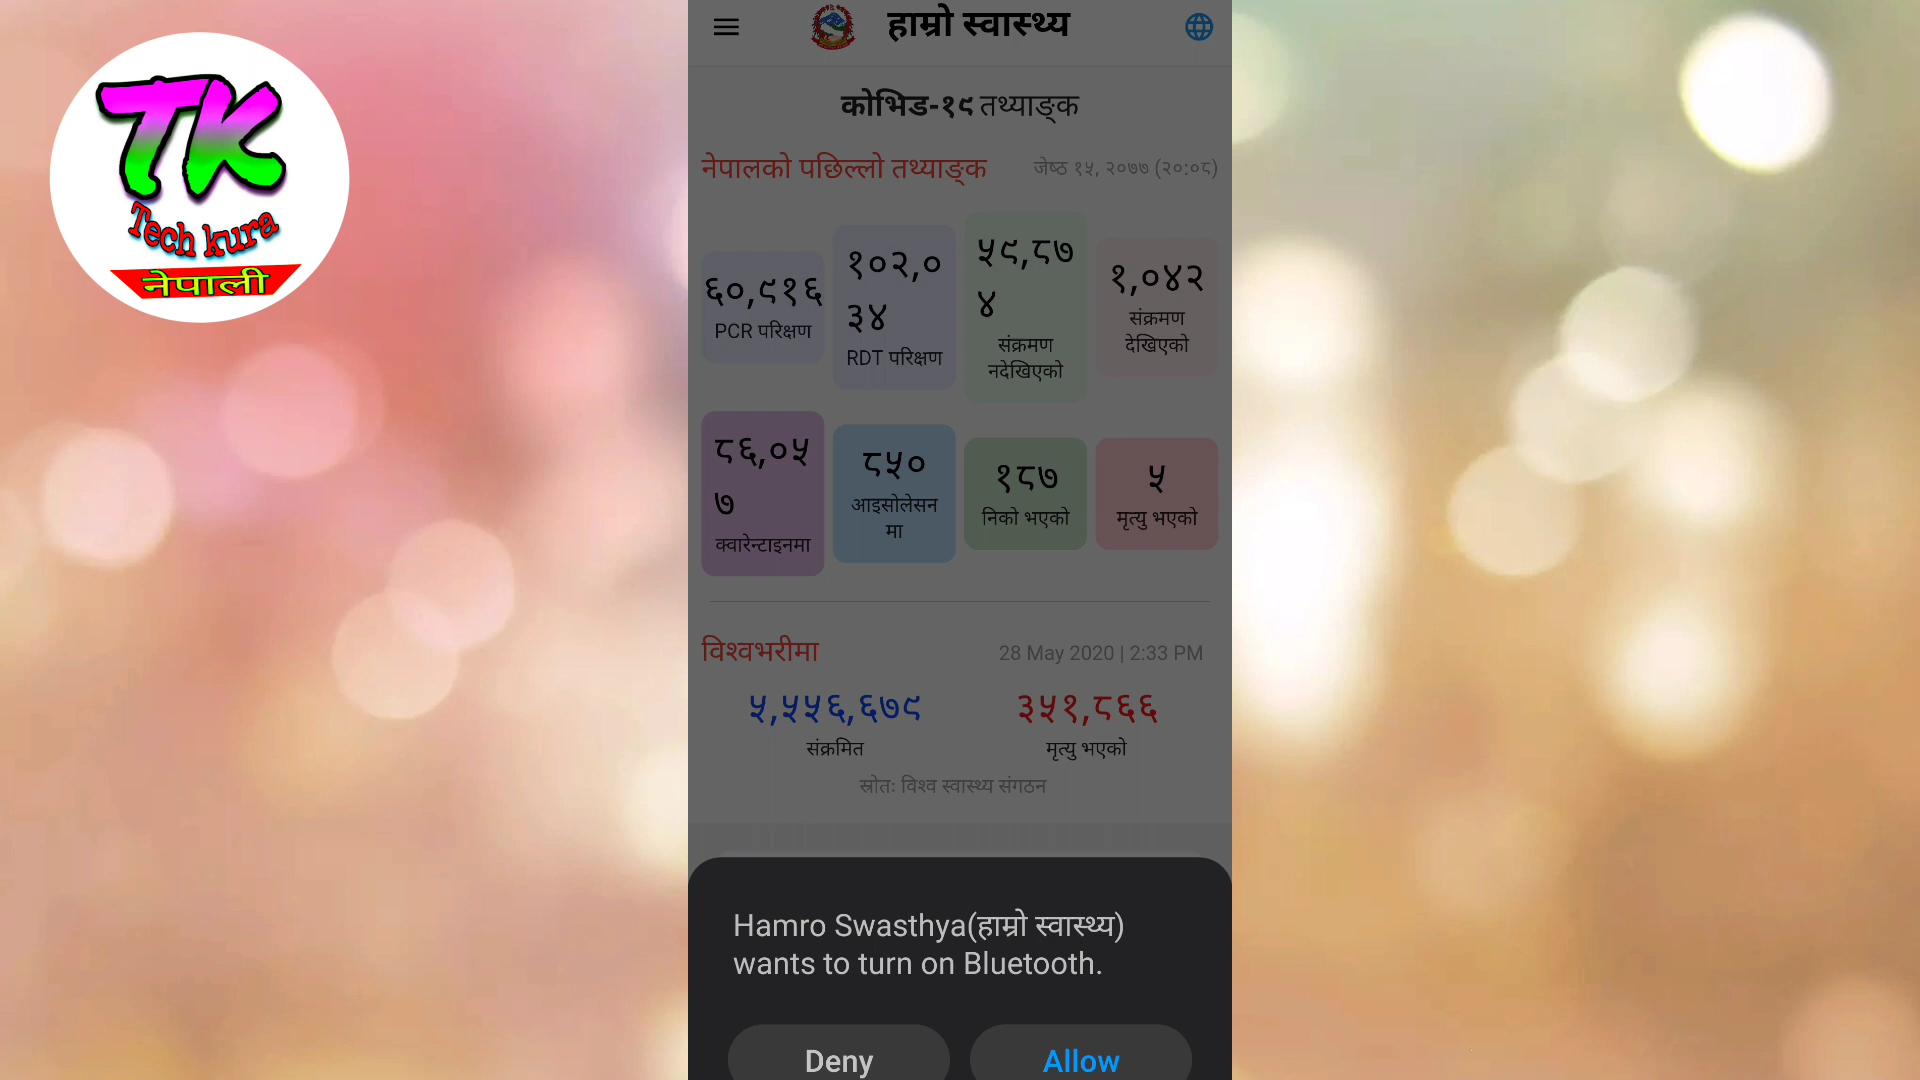 TK
Tech kura
नेपाली
हाम्रो स्वास्थ्य
कोभिड-१९ तथ्याङ्क
नेपालको पछिल्लो तथ्याङ्क
जेष्ठ १५, २०७७ (२०:०८)
६०,९१६
PCR परिक्षण
१०२,०
३४
RDT परिक्षण
५९,८७
४
संक्रमण
नदेखिएको
१,०४२
संक्रमण
देखिएको
८६,०५
७
क्वारेन्टाइनमा
८५०
आइसोलेसन
मा
१८७
निको भएको
५
मृत्यु भएको
विश्वभरीमा
28 May 2020 | 2:33 PM
५,५५६,६७९
संक्रमित
३५१,८६६
मृत्यु भएको
स्रोतः विश्व स्वास्थ्य संगठन
Hamro Swasthya(हाम्रो स्वास्थ्य)
wants to turn on Bluetooth.
Deny
Allow